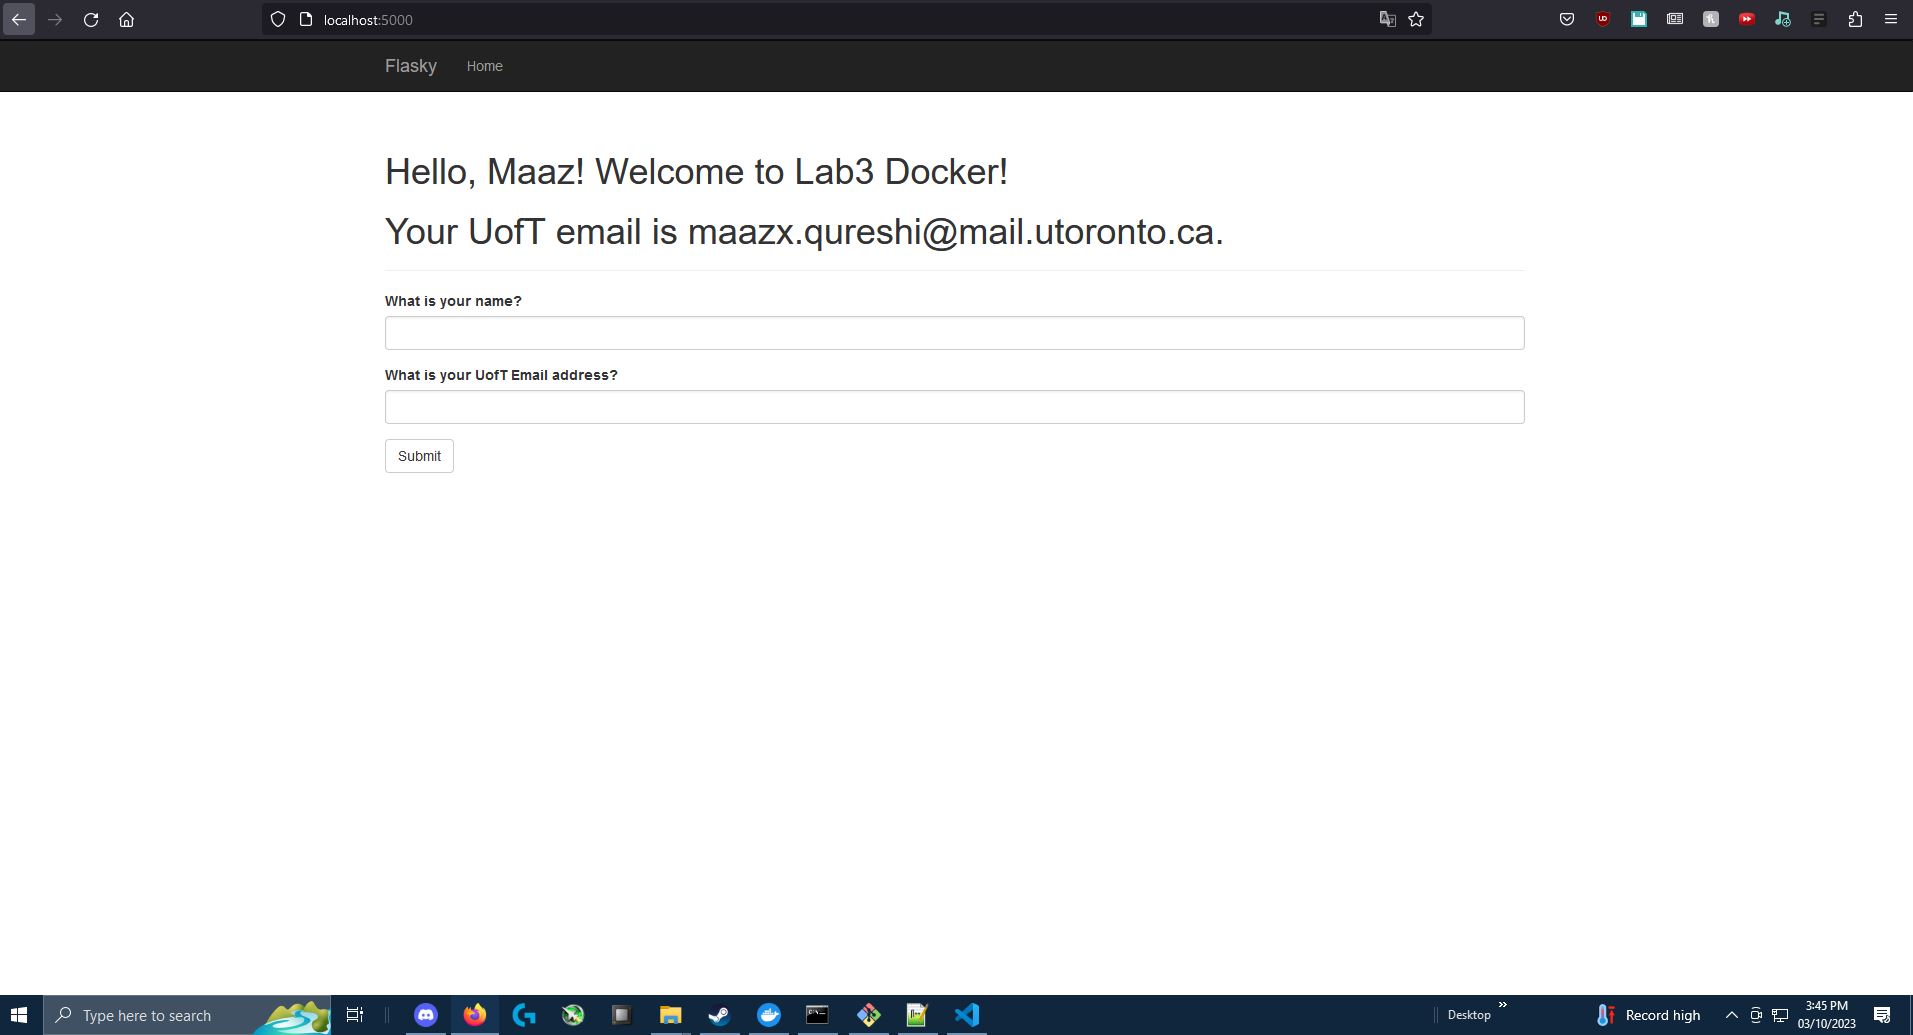 localhost:5000
Flasky Home
Hello, Maaz! Welcome to Lab3 Docker!
Your UofT email is maazx.qureshi@mail.utoronto.ca.
What is your name?
What is your UofT Email address?
Submit
Type here to search
Desktop
Record high
3:45 PM
03/10/2023